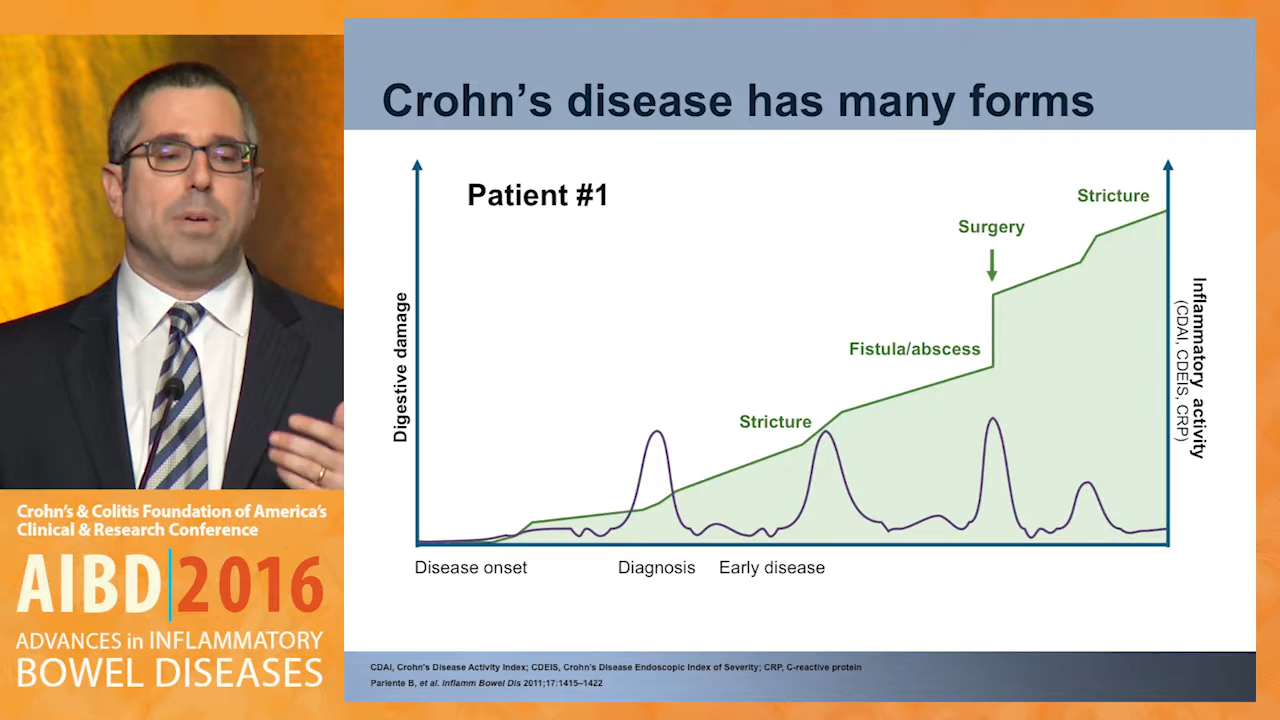 Crohn's disease has many forms
Patient #1
Stricture
Surgery
Fistula/abscess
Stricture
Digestive damage
Inflammatory activity
(CDAI, CDEIS, CRP)
Disease onset
Diagnosis
Early disease
CDAI, Crohn's Disease Activity Index; CDEIS, Crohn's Disease Endoscopic Index of Severity; CRP, C-reactive protein
Pariente B, et al. Inflamm Bowel Dis 2011;17:1415–1422
Crohn's & Colitis Foundation of America's
Clinical & Research Conference
AIBD 2016
ADVANCES in INFLAMMATORY
BOWEL DISEASES